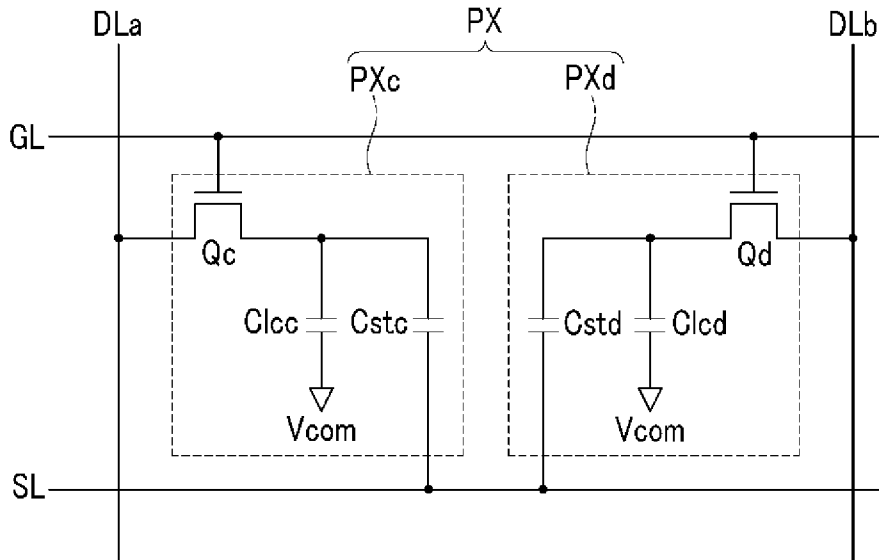 DLa
PX
DLb
PXc
PXd
GL
Qc
Qd
Clcc
Cstc
Cstd
Clcd
Vcom
Vcom
SL